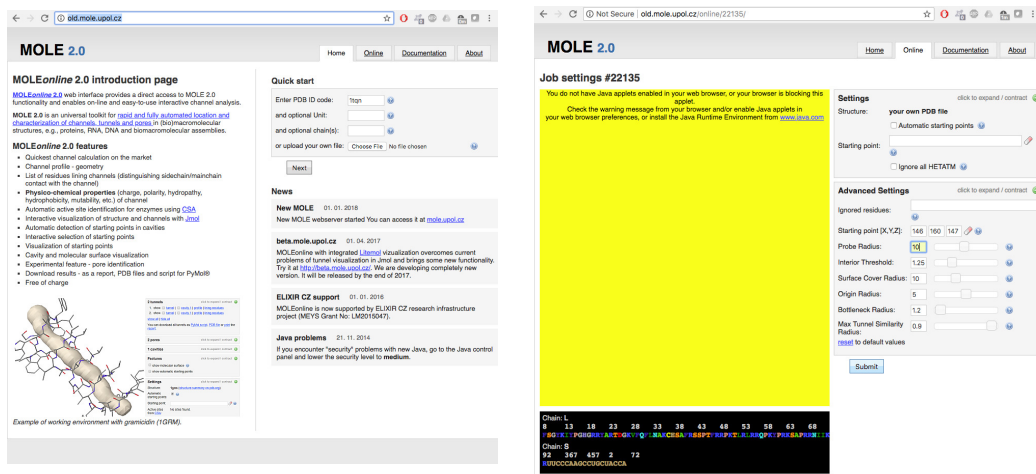 old.mole.upol.cz
MOLE 2.0
Home Online Documentation About
MOLEonline 2.0 introduction page
MOLEonline 2.0 web interface provides a direct access to MOLE 2.0
functionality and enables on-line and easy-to-use interactive channel analysis.
MOLE 2.0 is an universal toolkit for rapid and fully automated location and
characterization of channels, tunnels and pores in (bio)macromolecular
structures, e.g., proteins, RNA, DNA and biomacromolecular assemblies.
MOLEonline 2.0 features
• Quickest channel calculation on the market
• Channel profile - geometry
• List of residues lining channels (distinguishing sidechain/mainchain
contact with the channel)
• Physico-chemical properties (charge, polarity, hydropathy,
hydrophobicity, mutability, etc.) of channel
• Automatic active site identification for enzymes using CSA
• Interactive visualization of structure and channels with Jmol
• Automatic detection of starting points in cavities
• Interactive selection of starting points
• Visualization of starting points
• Cavity and molecular surface visualization
• Experimental feature - pore identification
• Download results - as a report, PDB files and script for PyMol®
• Free of charge
Example of working environment with gramicidin (1GRM).
Quick start
Enter PDB ID code: 1tqn
and optional Unit:
and optional chain(s):
or upload your own file: Choose File No file chosen
Next
News
New MOLE 01. 01. 2018
New MOLE webserver started You can access it at mole.upol.cz
beta.mole.upol.cz 01. 04. 2017
MOLEonline with integrated Litemol vizualization overcomes current
problems of tunnel visualization in Jmol and brings some new functionality.
Try it at http://beta.mole.upol.cz/. We are developing completely new
version. It will be released by the end of 2017.
ELIXIR CZ support 01. 01. 2016
MOLEonline is now supported by ELIXIR CZ research infrastructure
project (MEYS Grant No: LM2015047).
Java problems 21. 11. 2014
If you encounter "security" problems with new Java, go to the Java control
panel and lower the security level to medium.
Not Secure old.mole.upol.cz/online/22135/
MOLE 2.0
Home Online Documentation About
Job settings #22135
You do not have Java applets enabled in your web browser, or your browser is blocking this
applet.
Check the warning message from your browser and/or enable Java applets in
your web browser preferences, or install the Java Runtime Environment from www.java.com
Chain: L
8 13 18 23 28 33 38 43 48 53 58 63 68
Chain: S
92 367 457 2 72
Settings click to expand / contract
Structure: your own PDB file
Automatic starting points
Starting point:
Ignore all HETATM
Advanced Settings click to expand / contract
Ignored residues:
Starting point [X,Y,Z]: 146 160 147
Probe Radius: 10
Interior Threshold: 1.25
Surface Cover Radius: 10
Origin Radius: 5
Bottleneck Radius: 1.2
Max Tunnel Similarity
Radius: 0.9
reset to default values
Submit